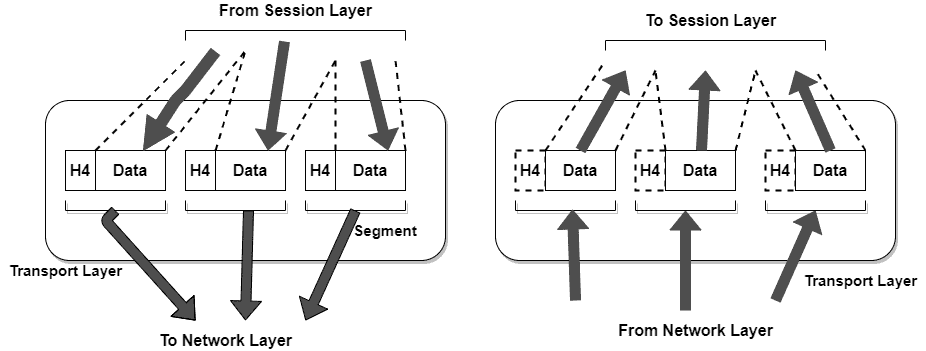 From Session Layer
H4 Data H4 Data H4 Data
Segment
Transport Layer
To Network Layer
To Session Layer
H4 Data H4 Data H4 Data
Transport Layer
From Network Layer